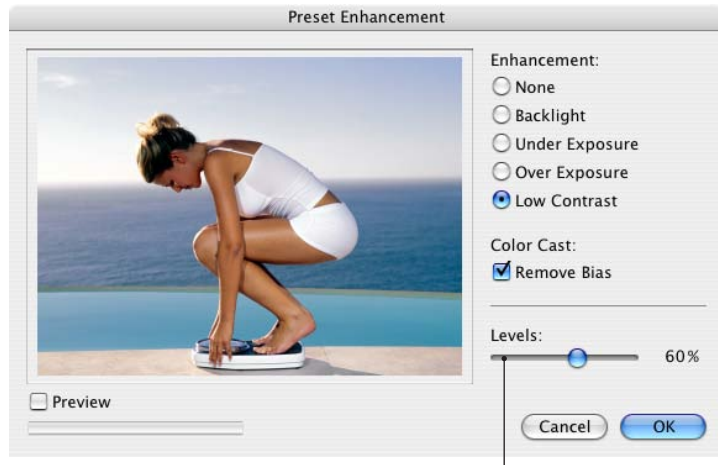 Preset Enhancement
Enhancement:
None
Backlight
Under Exposure
Over Exposure
Low Contrast
Color Cast:
Remove Bias
Levels:
60%
Preview
Cancel
OK